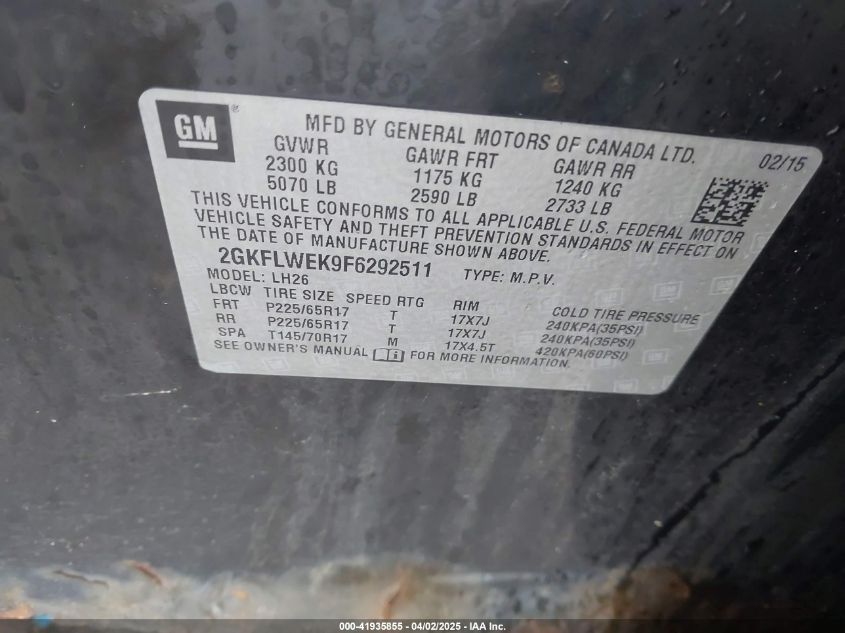 GM®
MFD BY GENERAL MOTORS OF CANADA LTD.
02/15
GVWR GAWR FRT GAWR RR
2300 KG 1175 KG 1240 KG
5070 LB 2590 LB 2733 LB
THIS VEHICLE CONFORMS TO ALL APPLICABLE U.S. FEDERAL MOTOR
VEHICLE SAFETY AND THEFT PREVENTION STANDARDS IN EFFECT ON
THE DATE OF MANUFACTURE SHOWN ABOVE.
2GKFLWEK9F6292511 TYPE: M.P.V.
MODEL: LH26
LBCW TIRE SIZE SPEED RTG RIM COLD TIRE PRESSURE
FRT P225/65R17 T 17X7J 240KPA(35PSI)
RR P225/65R17 T 17X7J 240KPA(35PSI)
SPA T145/70R17 M 17X4.5T 420KPA(60PSI)
SEE OWNER'S MANUAL i FOR MORE INFORMATION.
000-41935855 - 04/02/2025 - IAA Inc.